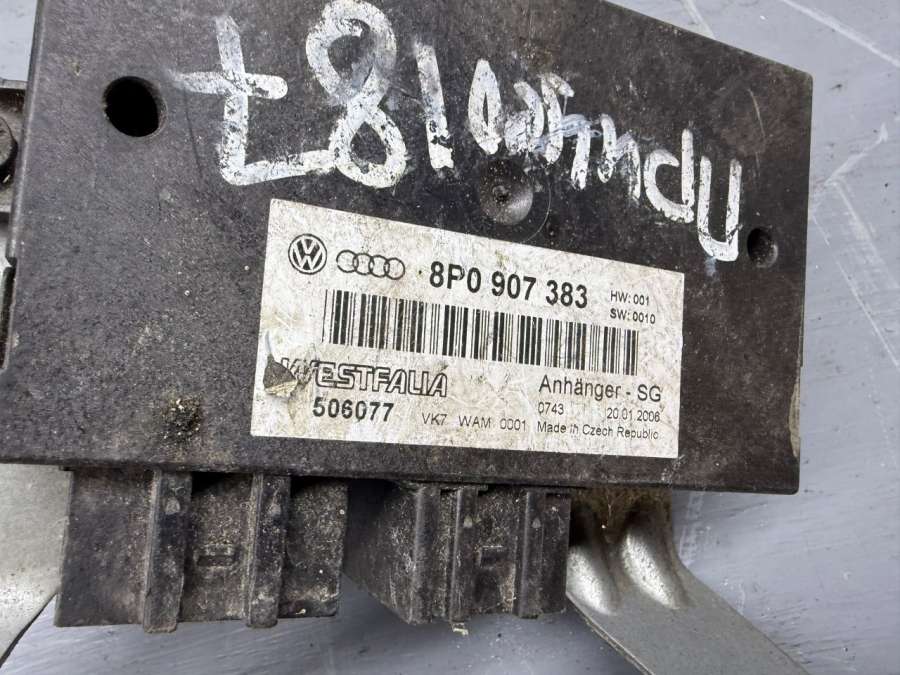 8P0 907 383
HW: 001
SW: 0010
WESTFALIA
506077
Anhänger - SG
0743 20.01.2006
VK7 WAM 0001 Made in Czech Republic